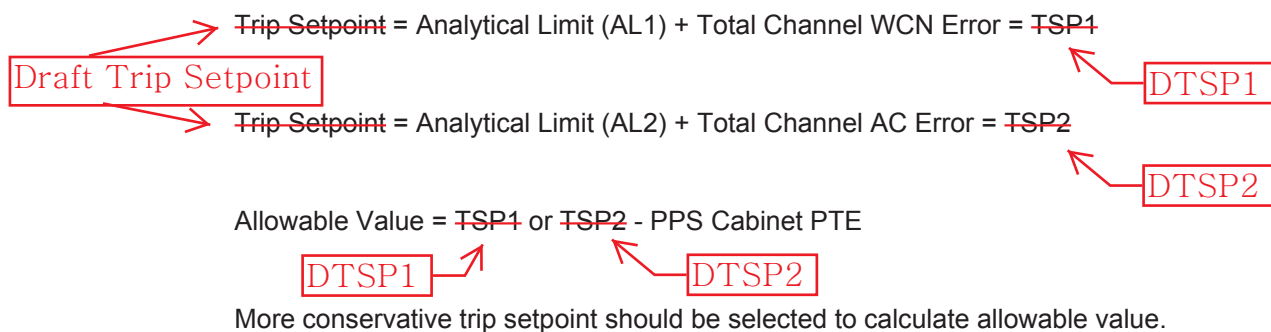 Trip Setpoint = Analytical Limit (AL1) + Total Channel WCN Error = TSP1
Draft Trip Setpoint
DTSP1
Trip Setpoint = Analytical Limit (AL2) + Total Channel AC Error = TSP2
DTSP2
Allowable Value = TSP1 or TSP2 - PPS Cabinet PTE
DTSP1
DTSP2
More conservative trip setpoint should be selected to calculate allowable value.